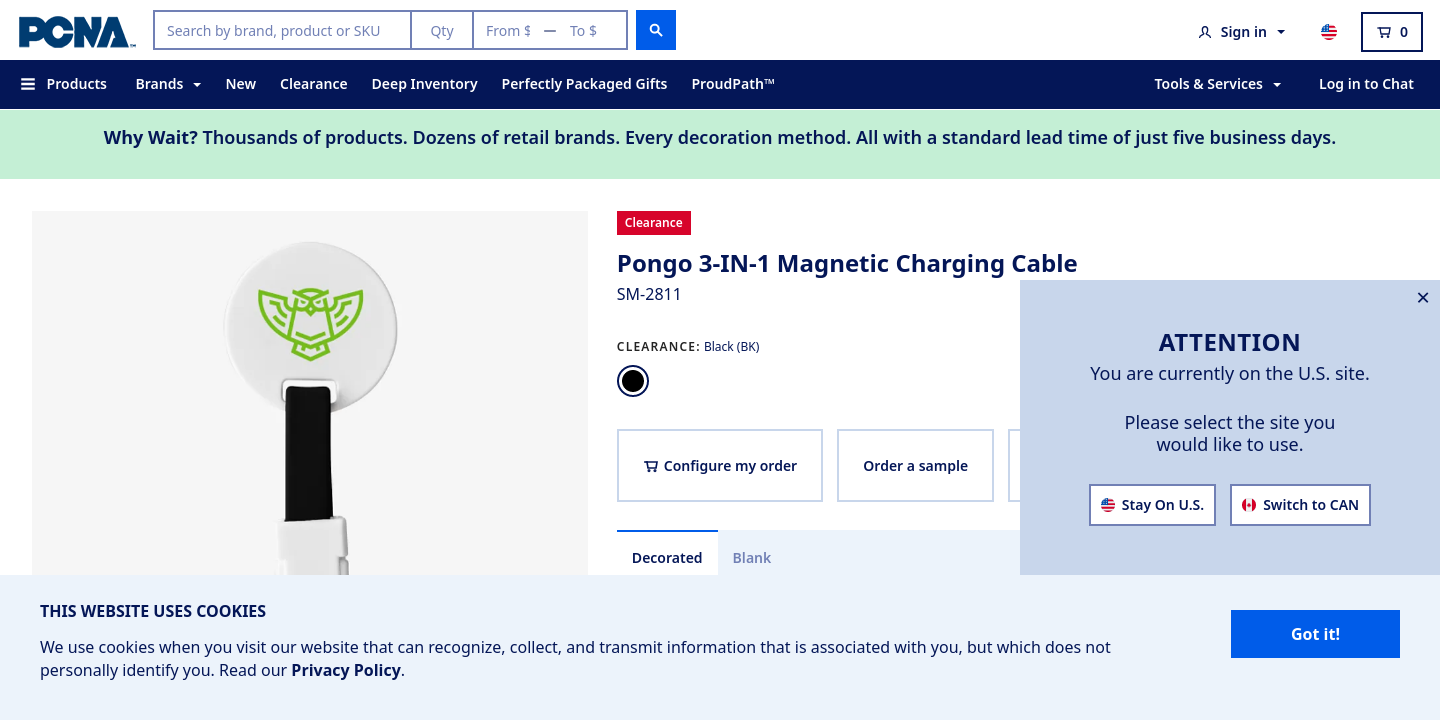 PCNA
Search by brand, product or SKU
Qty
From $
To $
Sign in
0
Products
Brands
New
Clearance
Deep Inventory
Perfectly Packaged Gifts
ProudPath™
Tools & Services
Log in to Chat
Why Wait? Thousands of products. Dozens of retail brands. Every decoration method. All with a standard lead time of just five business days.
Clearance
Pongo 3-IN-1 Magnetic Charging Cable
SM-2811
CLEARANCE: Black (BK)
Configure my order
Order a sample
Decorated
Blank
ATTENTION
You are currently on the U.S. site.
Please select the site you
would like to use.
Stay On U.S.
Switch to CAN
THIS WEBSITE USES COOKIES
We use cookies when you visit our website that can recognize, collect, and transmit information that is associated with you, but which does not
personally identify you. Read our Privacy Policy.
Got it!